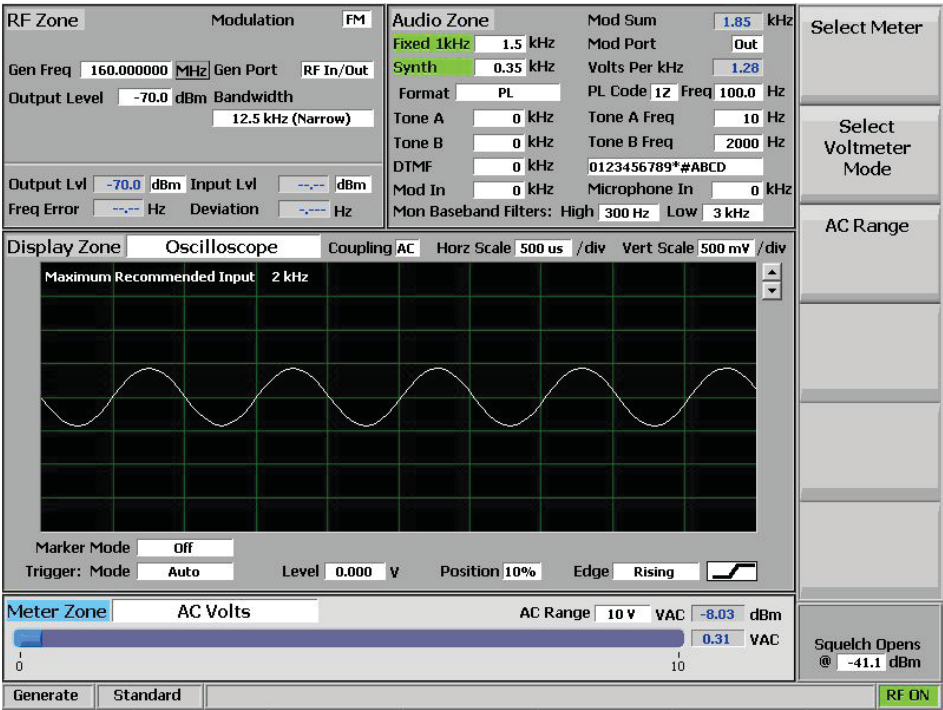 RF Zone Modulation FM
Gen Freq 160.000000 MHz Gen Port RF In/Out
Output Level -70.0 dBm Bandwidth
12.5 kHz (Narrow)
Output Lvl -70.0 dBm Input Lvl --.-- dBm
Freq Error --.-- Hz Deviation -.--- Hz
Audio Zone Mod Sum 1.85 kHz
Fixed 1kHz 1.5 kHz Mod Port Out
Synth 0.35 kHz Volts Per kHz 1.28
Format PL PL Code 1Z Freq 100.0 Hz
Tone A 0 kHz Tone A Freq 10 Hz
Tone B 0 kHz Tone B Freq 2000 Hz
DTMF 0 kHz 0123456789*#ABCD
Mod In 0 kHz Microphone In 0 kHz
Mon Baseband Filters: High 300 Hz Low 3 kHz
Display Zone Oscilloscope Coupling AC Horz Scale 500 us /div Vert Scale 500 mV /div
Maximum Recommended Input 2 kHz
Marker Mode Off
Trigger: Mode Auto Level 0.000 V Position 10% Edge Rising
Meter Zone AC Volts AC Range 10 V VAC -8.03 dBm
0.31 VAC
0 10
Generate Standard
Select Meter
Select
Voltmeter
Mode
AC Range
Squelch Opens
@ -41.1 dBm
RF ON